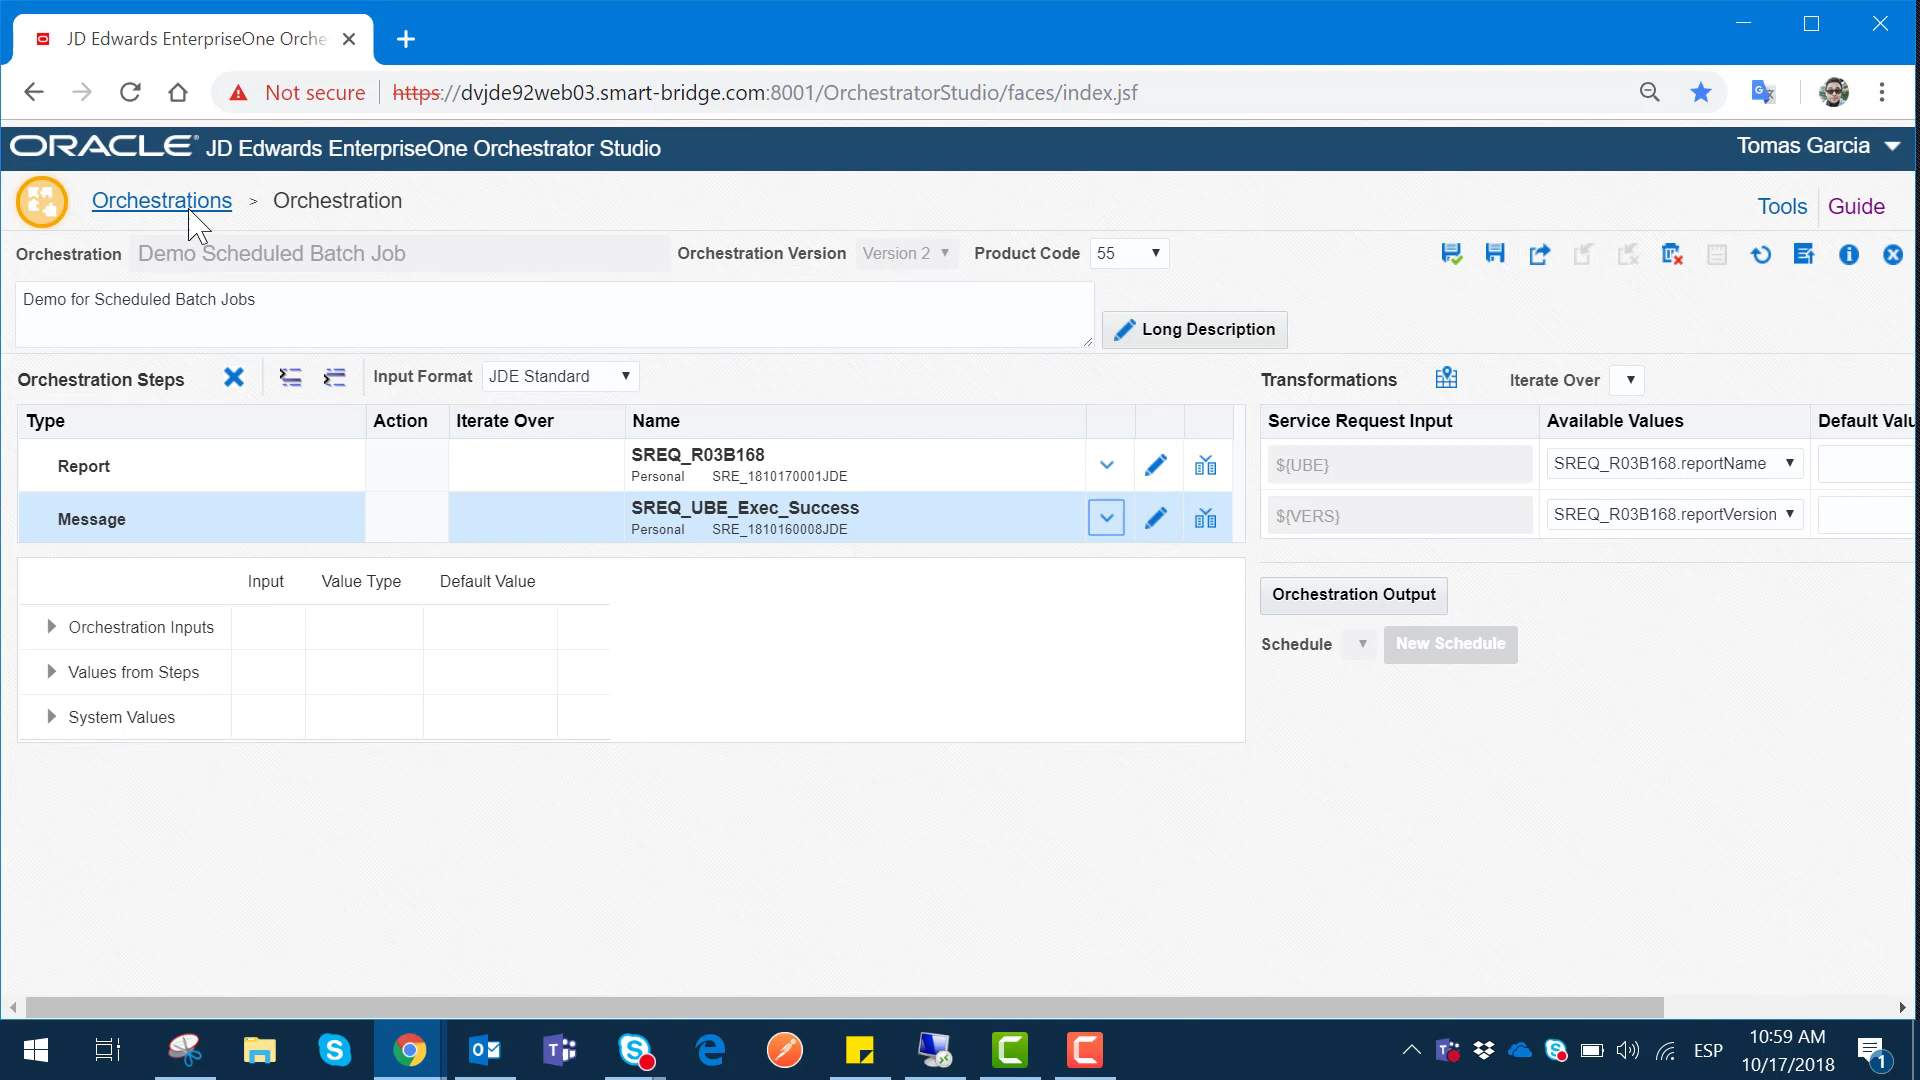 JD Edwards EnterpriseOne Orche
Not secure
https://dvjde92web03.smart-bridge.com:8001/OrchestratorStudio/faces/index.jsf
ORACLE JD Edwards EnterpriseOne Orchestrator Studio
Tomas Garcia
Orchestrations > Orchestration
Tools
Guide
Orchestration Demo Scheduled Batch Job
Orchestration Version Version 2
Product Code 55
Demo for Scheduled Batch Jobs
Long Description
Orchestration Steps
Input Format JDE Standard
Transformations
Iterate Over
Type Action Iterate Over Name
Service Request Input Available Values Default Valu
Report
SREQ_R03B168
Personal SRE_1810170001JDE
${UBE} SREQ_R03B168.reportName
Message
SREQ_UBE_Exec_Success
Personal SRE_1810160008JDE
${VERS} SREQ_R03B168.reportVersion
Input Value Type Default Value
Orchestration Inputs
Values from Steps
System Values
Orchestration Output
Schedule New Schedule
ESP
10:59 AM
10/17/2018
1